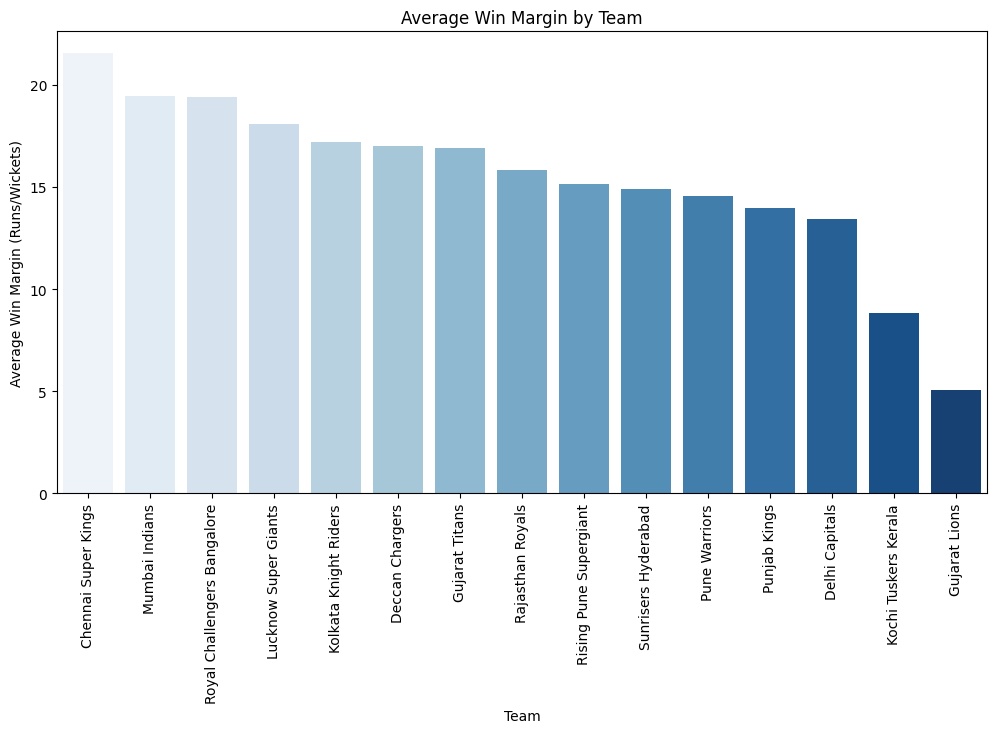 Average Win Margin by Team
Average Win Margin (Runs/Wickets)
20
15
10
5
0
Chennai Super Kings
Mumbai Indians
Royal Challengers Bangalore
Lucknow Super Giants
Kolkata Knight Riders
Deccan Chargers
Gujarat Titans
Rajasthan Royals
Rising Pune Supergiant
Sunrisers Hyderabad
Pune Warriors
Punjab Kings
Delhi Capitals
Kochi Tuskers Kerala
Gujarat Lions
Team